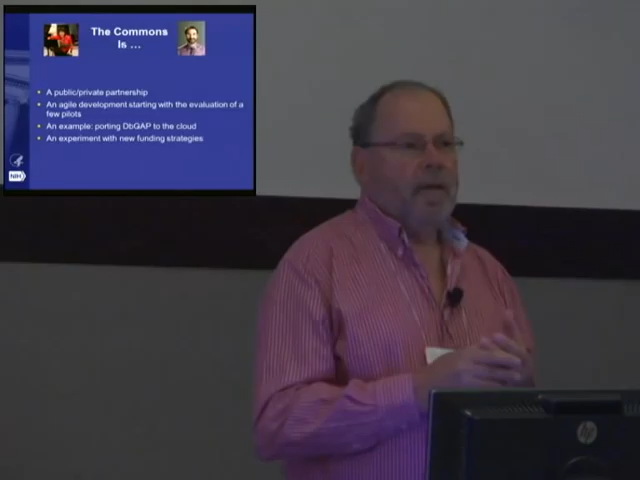 The Commons
Is ...
A public/private partnership
An agile development starting with the evaluation of a
few pilots
An example: porting DbGAP to the cloud
An experiment with new funding strategies
NIH
hp